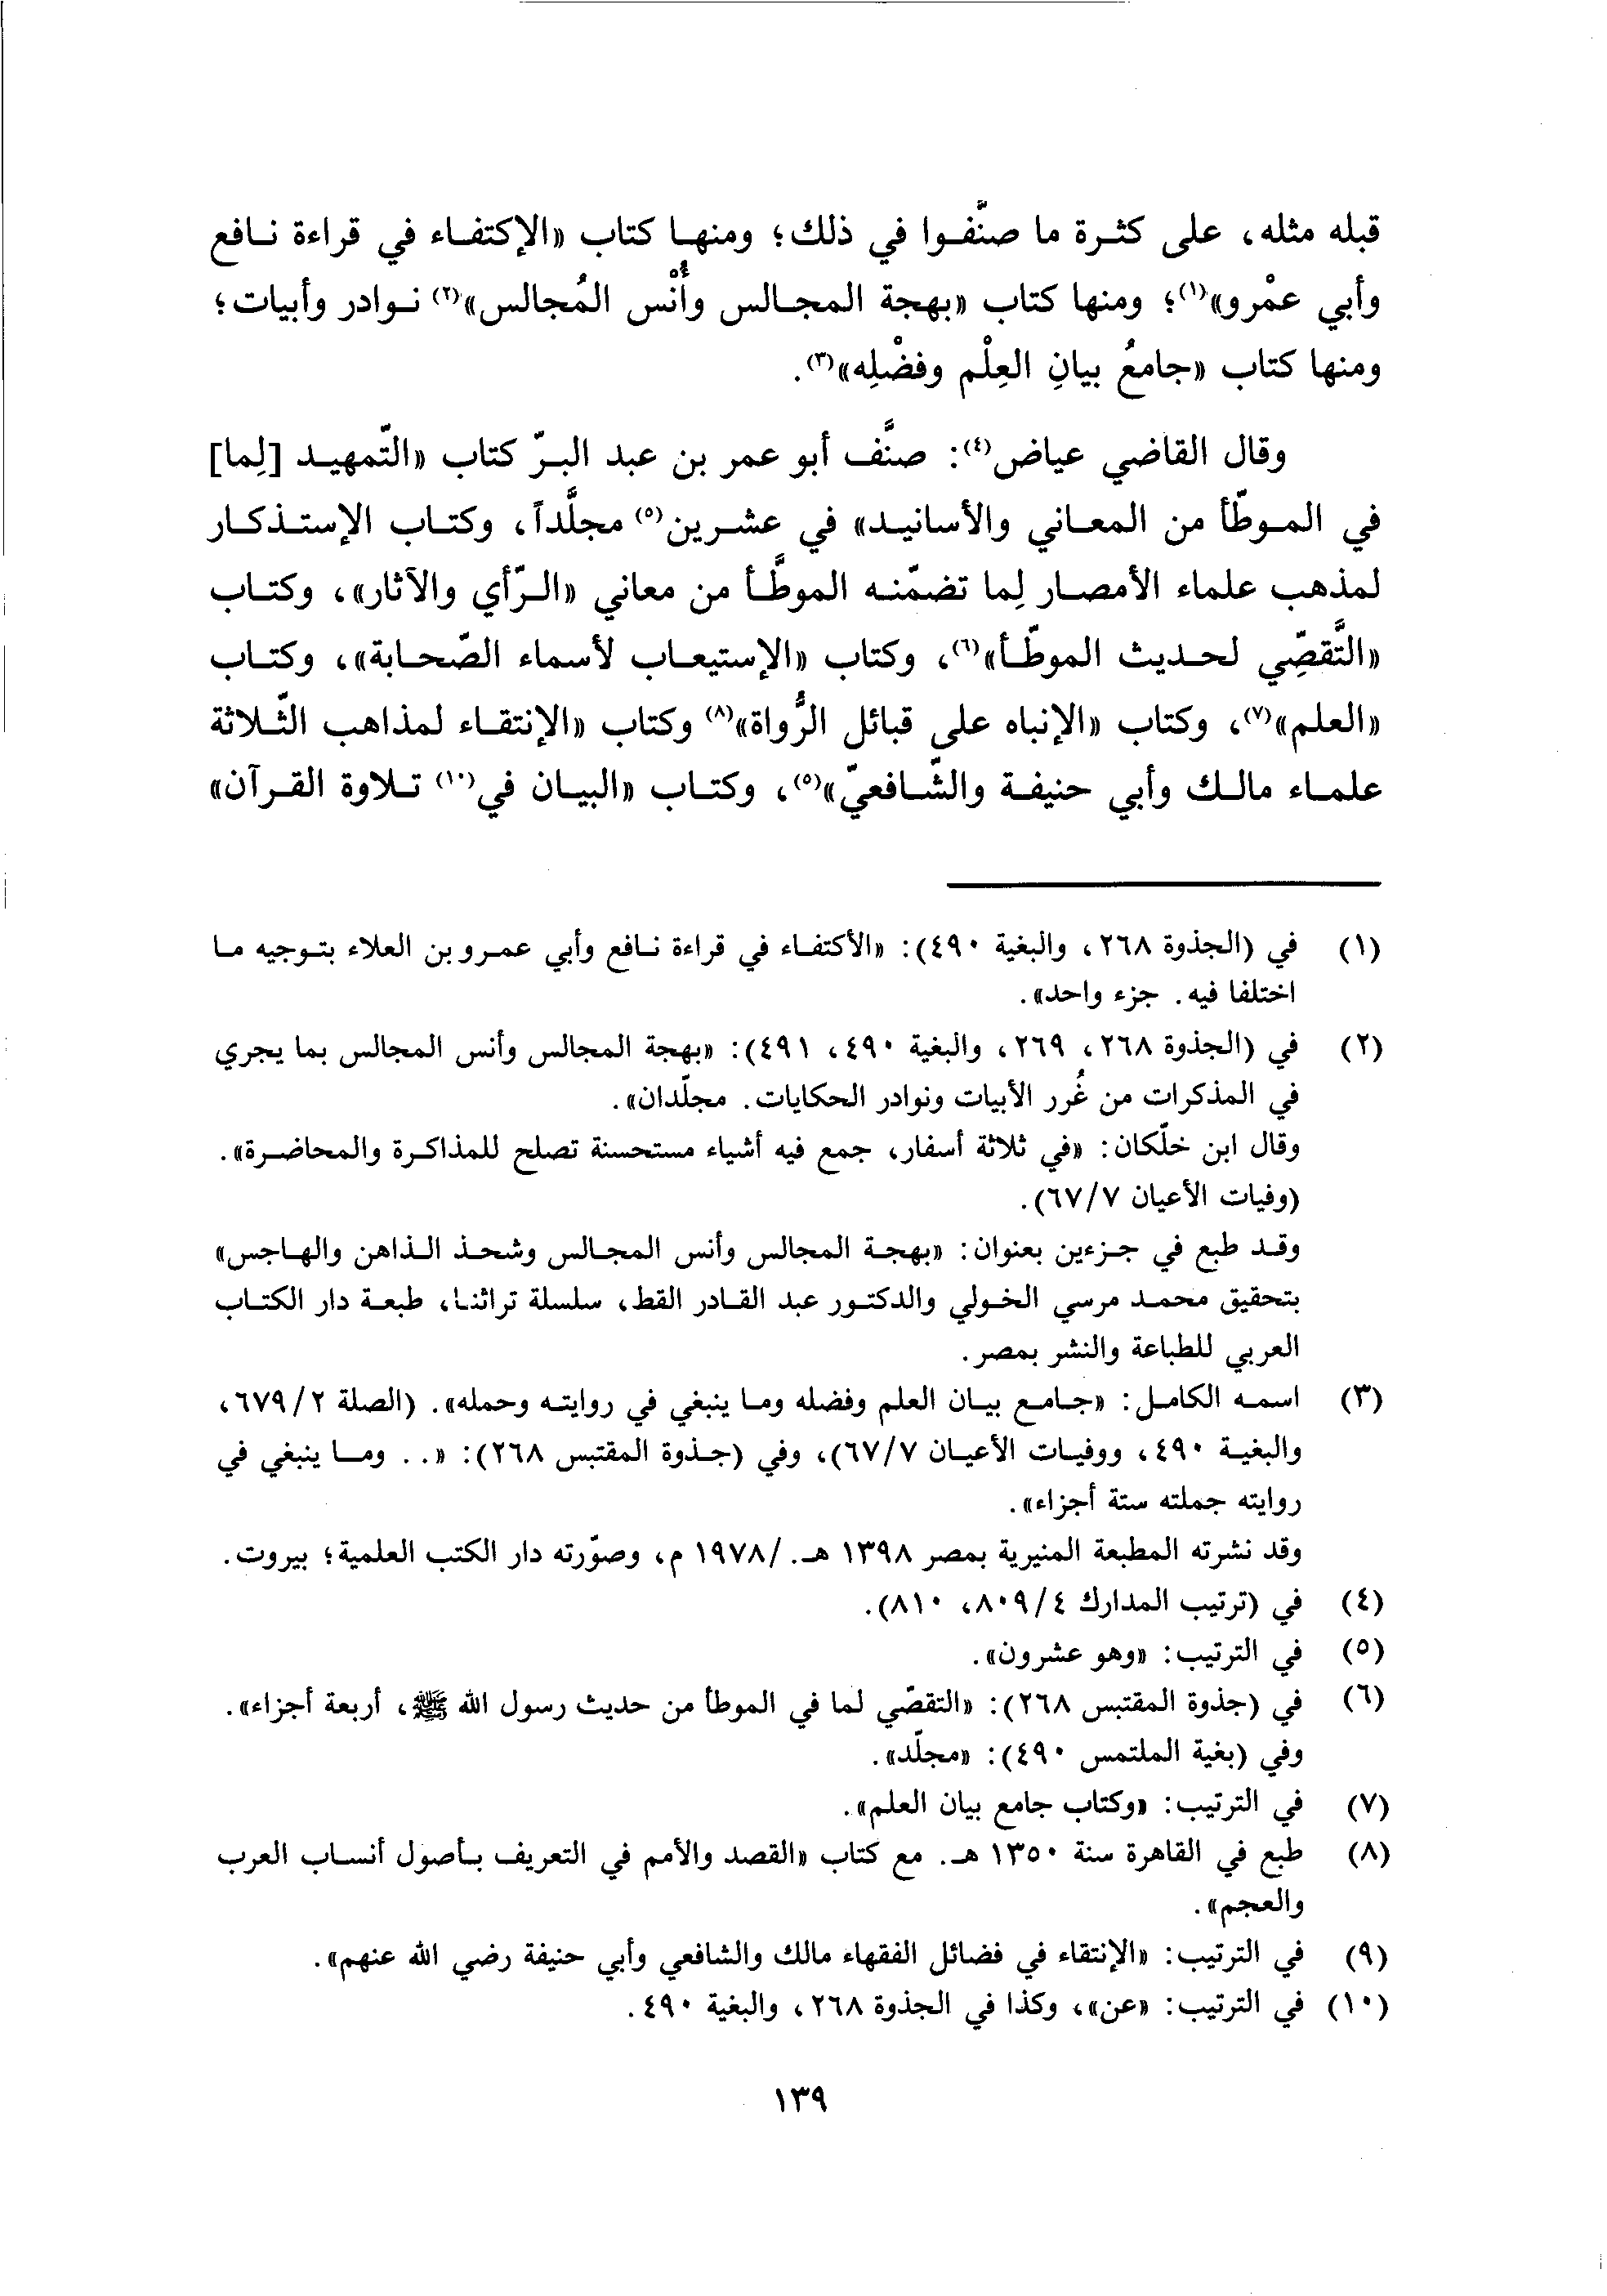 قبله مثله، على كثرة ما صنَّفوا في ذلك؛ ومنها كتاب «الإكتفاء في قراءة نافع
وأبي عمْرو»(١)؛ ومنها كتاب «بهجة المجالس وأُنْس المُجالس»(٢) نوادر وأبيات؛
ومنها كتاب «جامعُ بيانِ العِلْم وفضْلِه»(٣).
وقال القاضي عياض(٤): صنَّف أبو عمر بن عبد البرّ كتاب «التّمهيد [لِما]
في الموطّأ من المعاني والأسانيد» في عشرين(٥) مجلَّداً، وكتاب الإستذكار
لمذهب علماء الأمصار لِما تضمّنه الموطَّأ من معاني «الرّأي والآثار»، وكتاب
«التَّقصِّي لحديث الموطّأ»(٦)، وكتاب «الإستيعاب لأسماء الصّحابة»، وكتاب
«العلم»(٧)، وكتاب «الإنباه على قبائل الرُّواة»(٨) وكتاب «الإنتقاء لمذاهب الثّلاثة
علماء مالك وأبي حنيفة والشّافعيّ»(٥)، وكتاب «البيان في(١٠) تلاوة القرآن»
(١) في (الجذوة ٢٦٨، والبغية ٤٩٠): «الأكتفاء في قراءة نافع وأبي عمرو بن العلاء بتوجيه ما
اختلفا فيه. جزء واحد».
(٢) في (الجذوة ٢٦٨، ٢٦٩، والبغية ٤٩٠، ٤٩١): «بهجة المجالس وأنس المجالس بما يجري
في المذكرات من غُرر الأبيات ونوادر الحكايات. مجلّدان».
وقال ابن خلّكان: «في ثلاثة أسفار، جمع فيه أشياء مستحسنة تصلح للمذاكرة والمحاضرة».
(وفيات الأعيان ٦٧/٧).
وقد طبع في جزءين بعنوان: «بهجة المجالس وأنس المجالس وشحذ الذاهن والهاجس»
بتحقيق محمد مرسي الخولي والدكتور عبد القادر القط، سلسلة تراثنا، طبعة دار الكتاب
العربي للطباعة والنشر بمصر.
(٣) اسمه الكامل: «جامع بيان العلم وفضله وما ينبغي في روايته وحمله». (الصلة ٦٧٩/٢،
والبغية ٤٩٠، ووفيات الأعيان ٦٧/٧)، وفي (جذوة المقتبس ٢٦٨): «.. وما ينبغي في
روايته جملته ستة أجزاء».
وقد نشرته المطبعة المنيرية بمصر ١٣٩٨ هـ. /١٩٧٨ م، وصوّرته دار الكتب العلمية؛ بيروت.
(٤) في (ترتيب المدارك ٨٠٩/٤، ٨١٠).
(٥) في الترتيب: «وهو عشرون».
(٦) في (جذوة المقتبس ٢٦٨): «التقصّي لما في الموطأ من حديث رسول الله ﷺ، أربعة أجزاء».
وفي (بغية الملتمس ٤٩٠): «مجلّد».
(٧) في الترتيب: «وكتاب جامع بيان العلم».
(٨) طبع في القاهرة سنة ١٣٥٠ هـ. مع كتاب «القصد والأمم في التعريف بأصول أنساب العرب
والعجم».
(٩) في الترتيب: «الإنتقاء في فضائل الفقهاء مالك والشافعي وأبي حنيفة رضي الله عنهم».
(١٠) في الترتيب: «عن»، وكذا في الجذوة ٢٦٨، والبغية ٤٩٠.
١٣٩